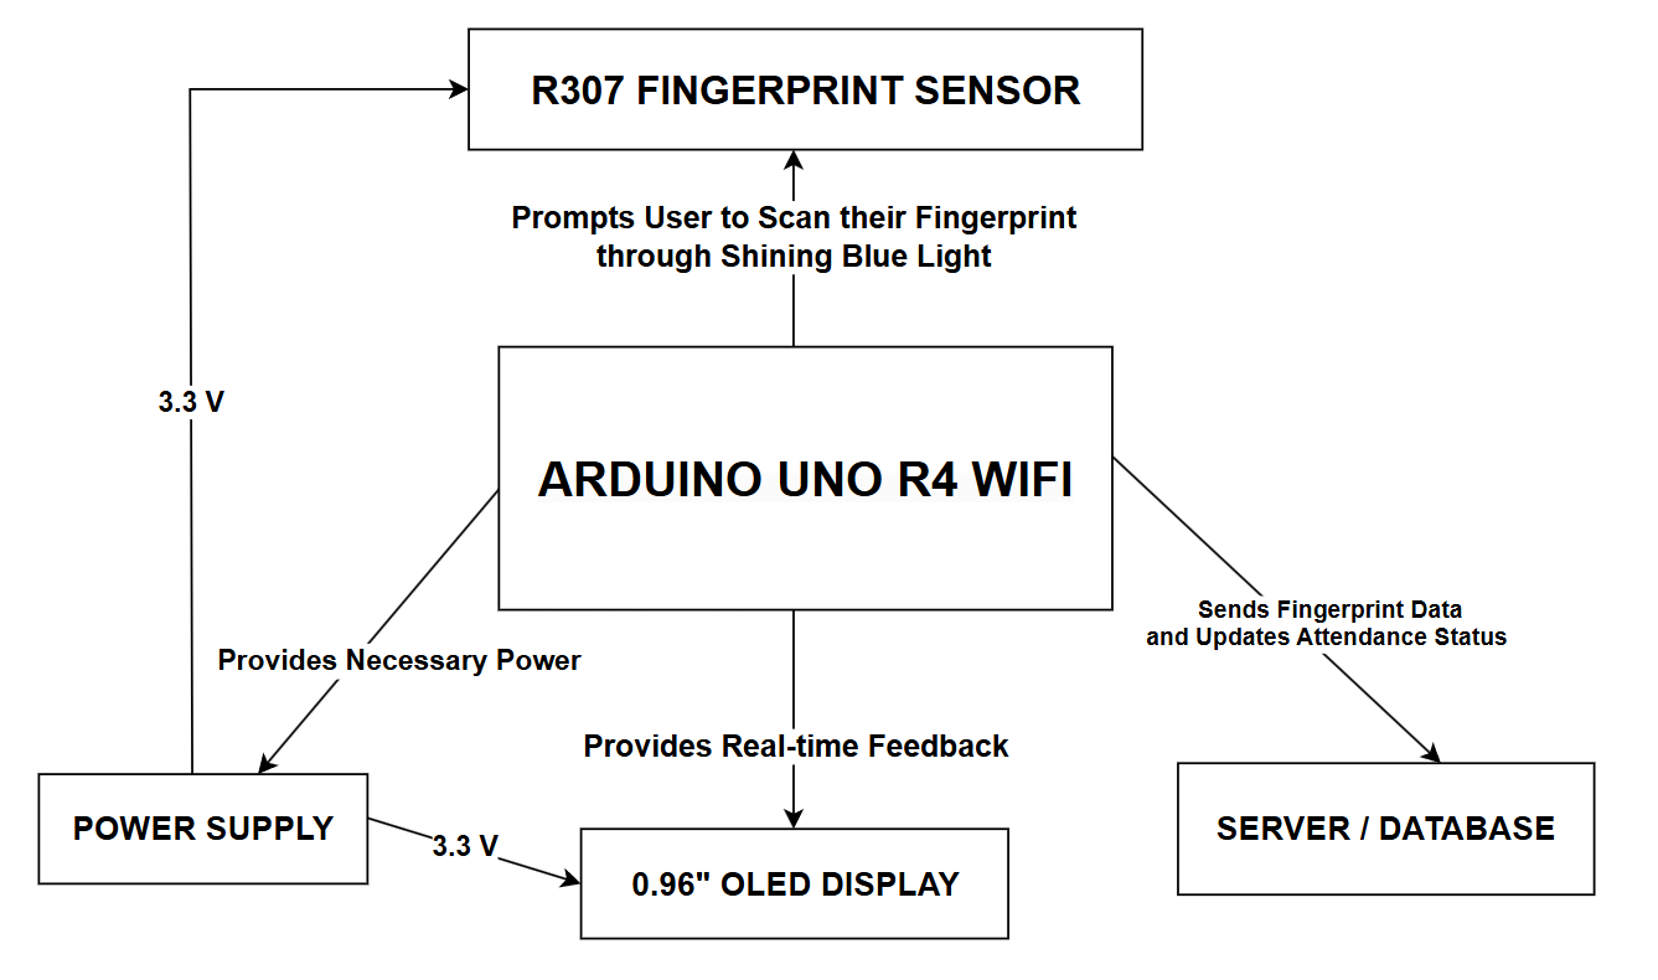 R307 FINGERPRINT SENSOR
Prompts User to Scan their Fingerprint
through Shining Blue Light
3.3 V
ARDUINO UNO R4 WIFI
Sends Fingerprint Data
and Updates Attendance Status
Provides Necessary Power
Provides Real-time Feedback
POWER SUPPLY
3.3 V
0.96" OLED DISPLAY
SERVER / DATABASE